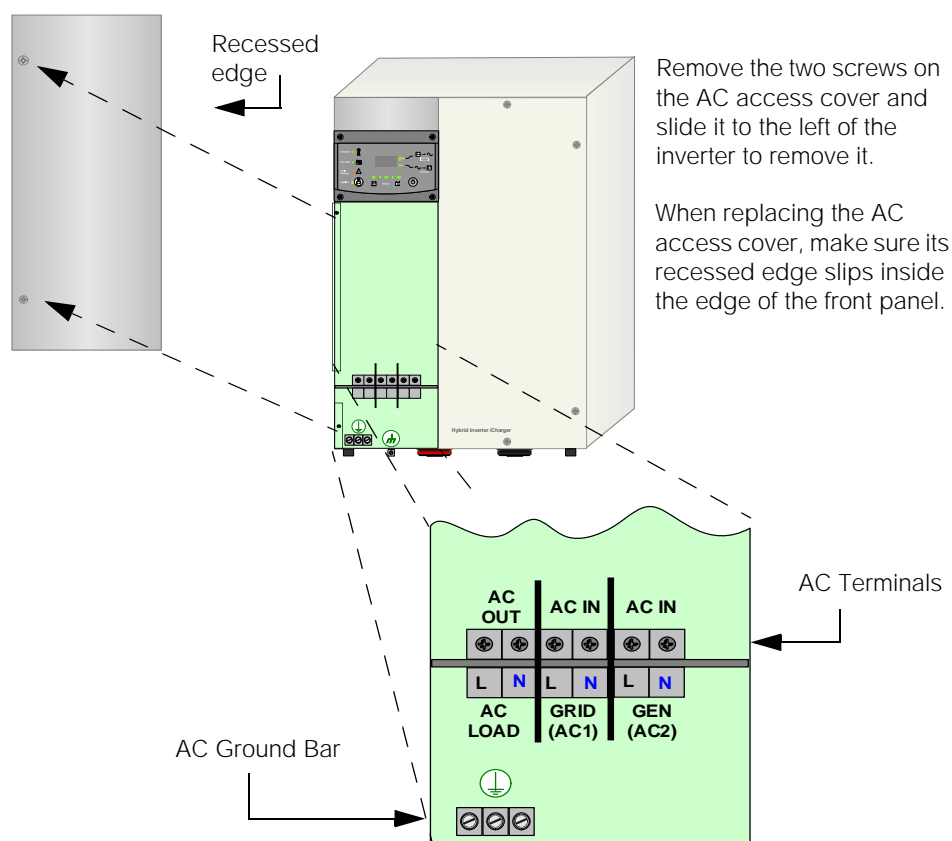 Recessed
edge
Remove the two screws on
the AC access cover and
slide it to the left of the
inverter to remove it.
When replacing the AC
access cover, make sure its
recessed edge slips inside
the edge of the front panel.
Hybrid Inverter /Charger
AC
OUT
AC IN
AC IN
L N L N L N
AC
LOAD
GRID
(AC1)
GEN
(AC2)
AC Terminals
AC Ground Bar